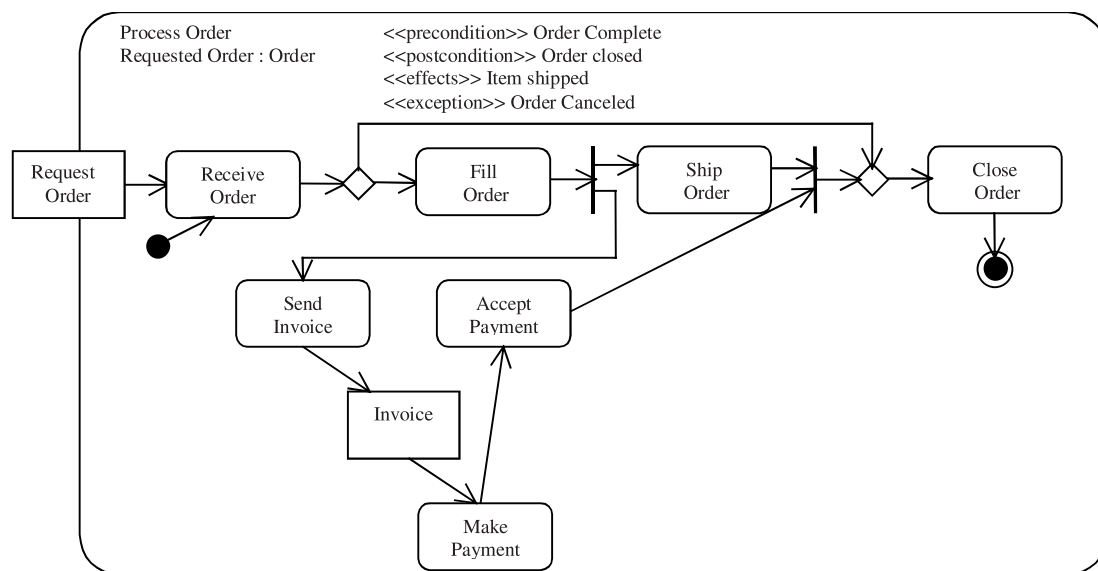 Process Order
Requested Order : Order
<<precondition>> Order Complete
<<postcondition>> Order closed
<<effects>> Item shipped
<<exception>> Order Canceled
Request
Order
Receive
Order
Fill
Order
Ship
Order
Close
Order
Send
Invoice
Accept
Payment
Invoice
Make
Payment